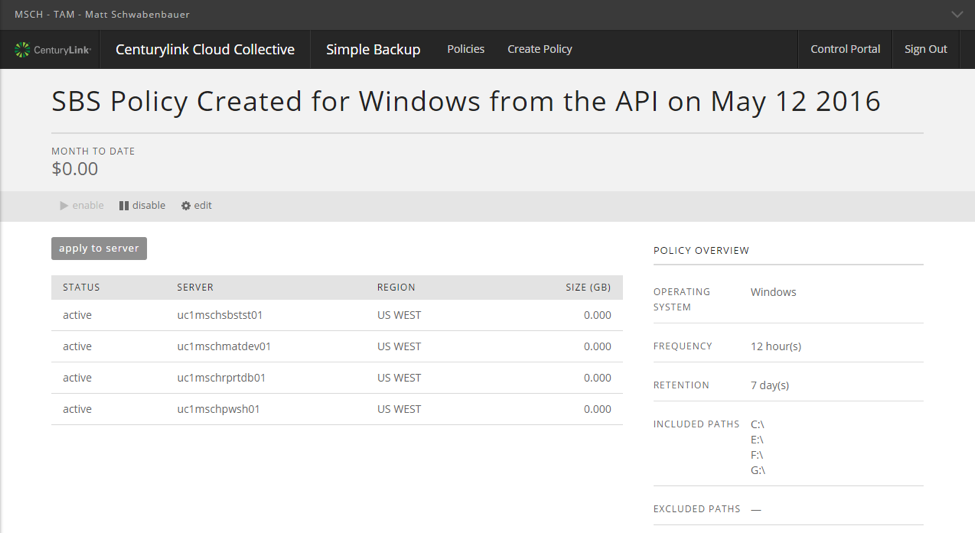 MSCH - TAM - Matt Schwabenbauer
CenturyLink Centurylink Cloud Collective Simple Backup Policies Create Policy Control Portal Sign Out
SBS Policy Created for Windows from the API on May 12 2016
MONTH TO DATE
$0.00
enable disable edit
apply to server
STATUS SERVER REGION SIZE (GB)
active uc1mschsbstst01 US WEST 0.000
active uc1mschmatdev01 US WEST 0.000
active uc1mschrprtdb01 US WEST 0.000
active uc1mschpwsh01 US WEST 0.000
POLICY OVERVIEW
OPERATING Windows
SYSTEM
FREQUENCY 12 hour(s)
RETENTION 7 day(s)
INCLUDED PATHS C:\
E:\
F:\
G:\
EXCLUDED PATHS —